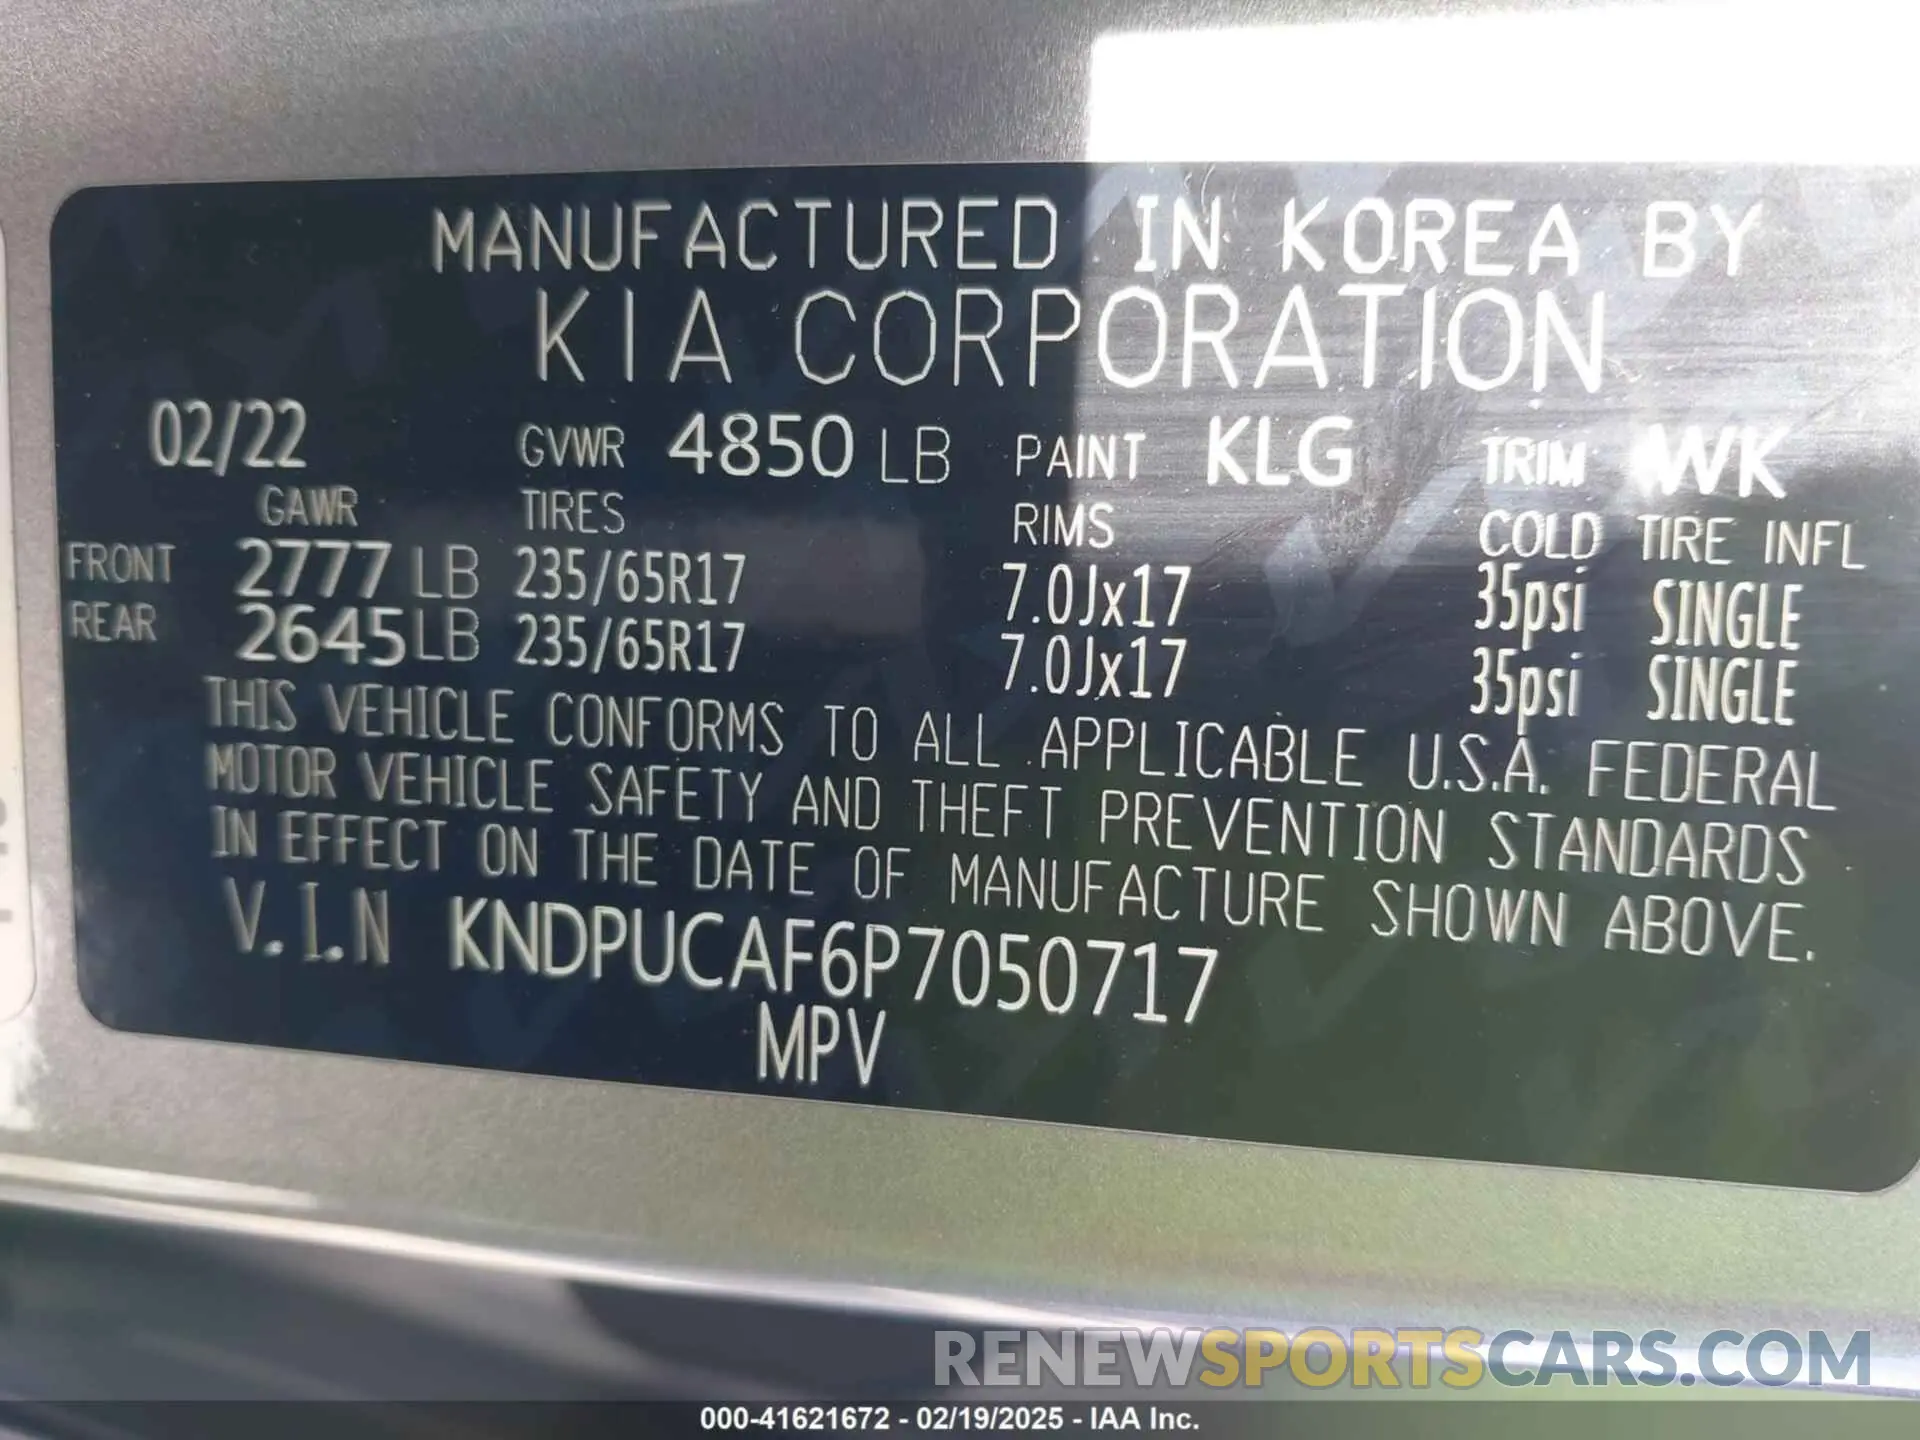 MANUFACTURED IN KOREA BY
KIA CORPORATION
02/22 GVWR 4850 LB PAINT KLG TRIM WK
GAWR TIRES RIMS COLD TIRE INFL
FRONT 2777 LB 235/65R17 7.0Jx17 35psi SINGLE
REAR 2645 LB 235/65R17 7.0Jx17 35psi SINGLE
THIS VEHICLE CONFORMS TO ALL APPLICABLE U.S.A. FEDERAL
MOTOR VEHICLE SAFETY AND THEFT PREVENTION STANDARDS
IN EFFECT ON THE DATE OF MANUFACTURE SHOWN ABOVE.
V.I.N KNDPUCAF6P7050717
MPV
RENEWSPORTSCARS.COM
000-41621672 - 02/19/2025 - IAA Inc.